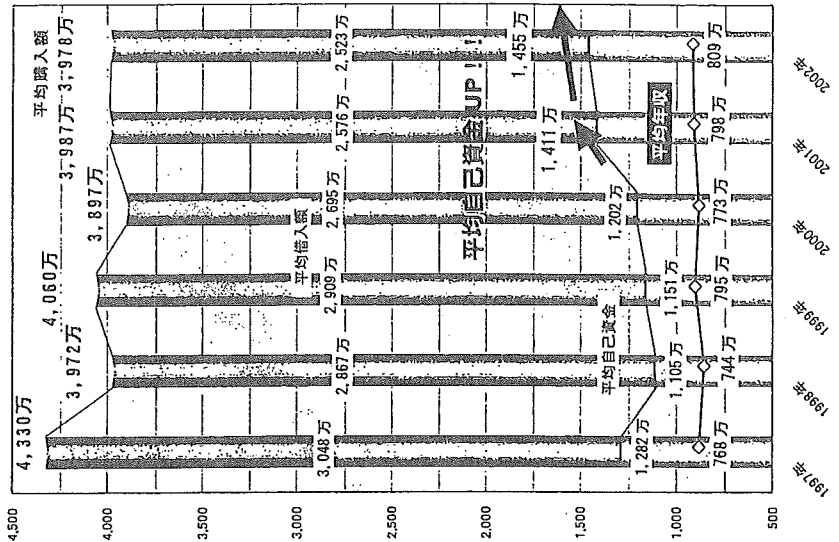 平均購入額
4,330万
3,972万
4,060万
3,897万
3,987万
3,978万
平均借入額
3,048万
2,867万
2,909万
2,695万
2,576万
2,523万
平均自己資金UP!!
平均自己資金
1,282万
1,105万
1,151万
1,202万
1,411万
1,455万
平均年収
768万
744万
795万
773万
798万
809万
4,500
4,000
3,500
3,000
2,500
2,000
1,500
1,000
500
1997年
1998年
1999年
2000年
2001年
2002年